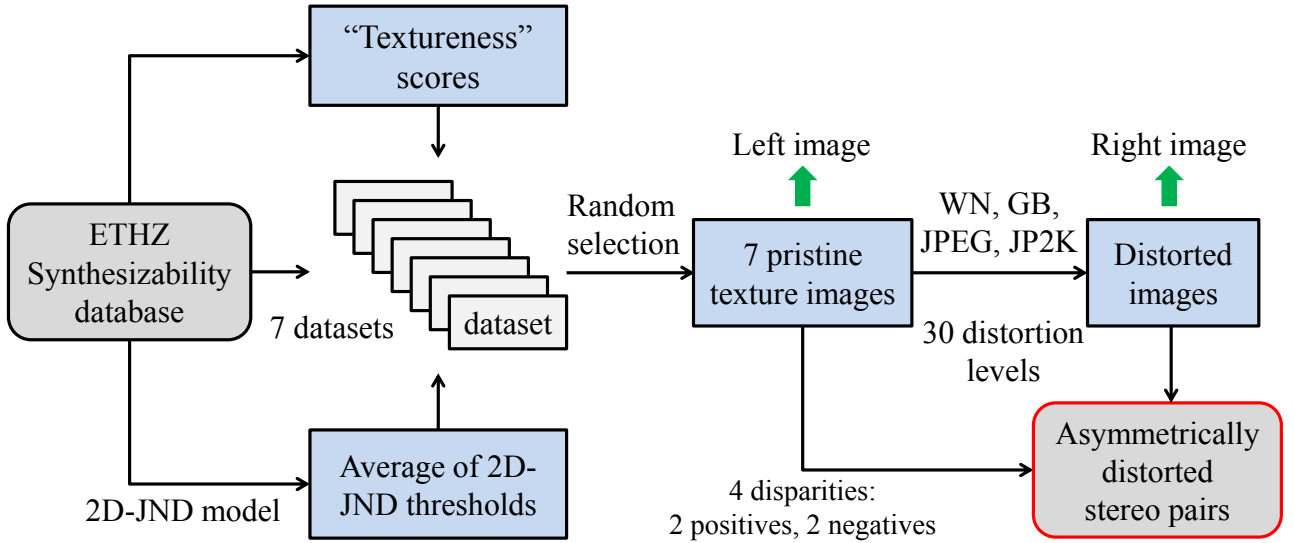 “Textureness”
scores
ETHZ
Synthesizability
database
7 datasets
dataset
2D-JND model
Average of 2D-
JND thresholds
Random
selection
Left image
7 pristine
texture images
WN, GB,
JPEG, JP2K
30 distortion
levels
Right image
Distorted
images
4 disparities:
2 positives, 2 negatives
Asymmetrically
distorted
stereo pairs